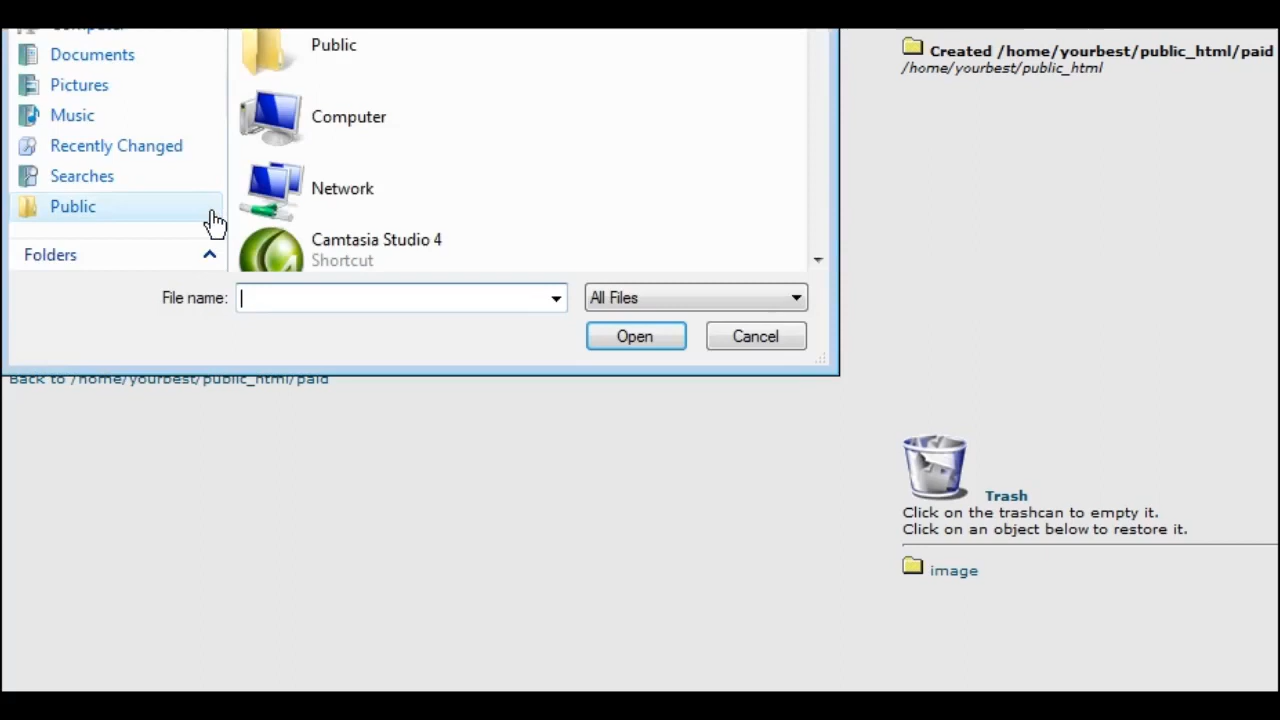 Computer
Documents
Pictures
Music
Recently Changed
Searches
Public
Folders
Public
Computer
Network
Camtasia Studio 4
Shortcut
File name:
All Files
Open
Cancel
Back to /home/yourbest/public_html/paid
Created /home/yourbest/public_html/paid
/home/yourbest/public_html
Trash
Click on the trashcan to empty it.
Click on an object below to restore it.
image